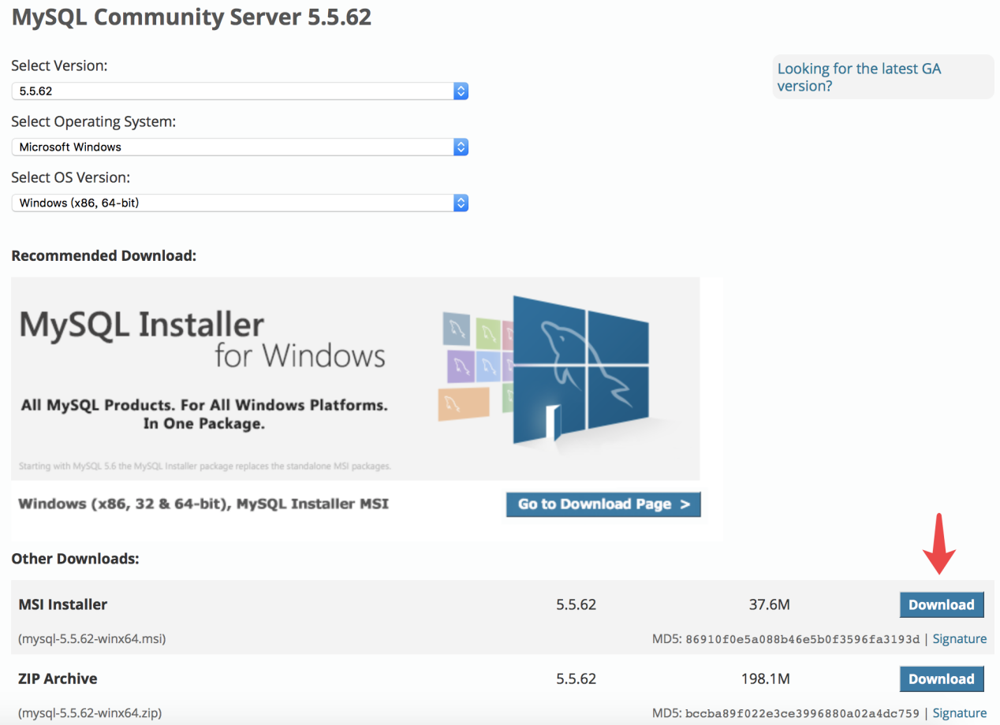 MySQL Community Server 5.5.62
Select Version:
5.5.62
Looking for the latest GA
version?
Select Operating System:
Microsoft Windows
Select OS Version:
Windows (x86, 64-bit)
Recommended Download:
MySQL Installer
for Windows
All MySQL Products. For All Windows Platforms.
In One Package.
Starting with MySQL 5.6 the MySQL Installer package replaces the standalone MSI packages.
Windows (x86, 32 & 64-bit), MySQL Installer MSI
Go to Download Page >
Other Downloads:
MSI Installer 5.5.62 37.6M Download
(mysql-5.5.62-winx64.msi) MD5: 86910f0e5a088b46e5b0f3596fa3193d | Signature
ZIP Archive 5.5.62 198.1M Download
(mysql-5.5.62-winx64.zip) MD5: bccba89f022e3ce3996880a02a4dc759 | Signature